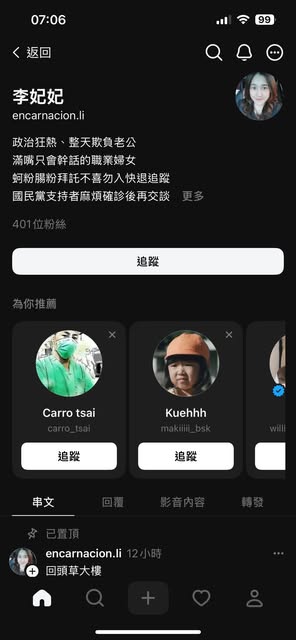 07:06
99
返回
李妃妃
encarnacion.li
政治狂熱、整天欺負老公
滿嘴只會幹話的職業婦女
蚵粉腸粉拜託不喜勿入快退追蹤
國民黨支持者麻煩確診後再交談 更多
401位粉絲
追蹤
為你推薦
Carro tsai
carro_tsai
追蹤
Kuehhh
makiiiii_bsk
追蹤
willi
串文 回覆 影音內容 轉發
已置頂
encarnacion.li 12小時
回頭草大樓